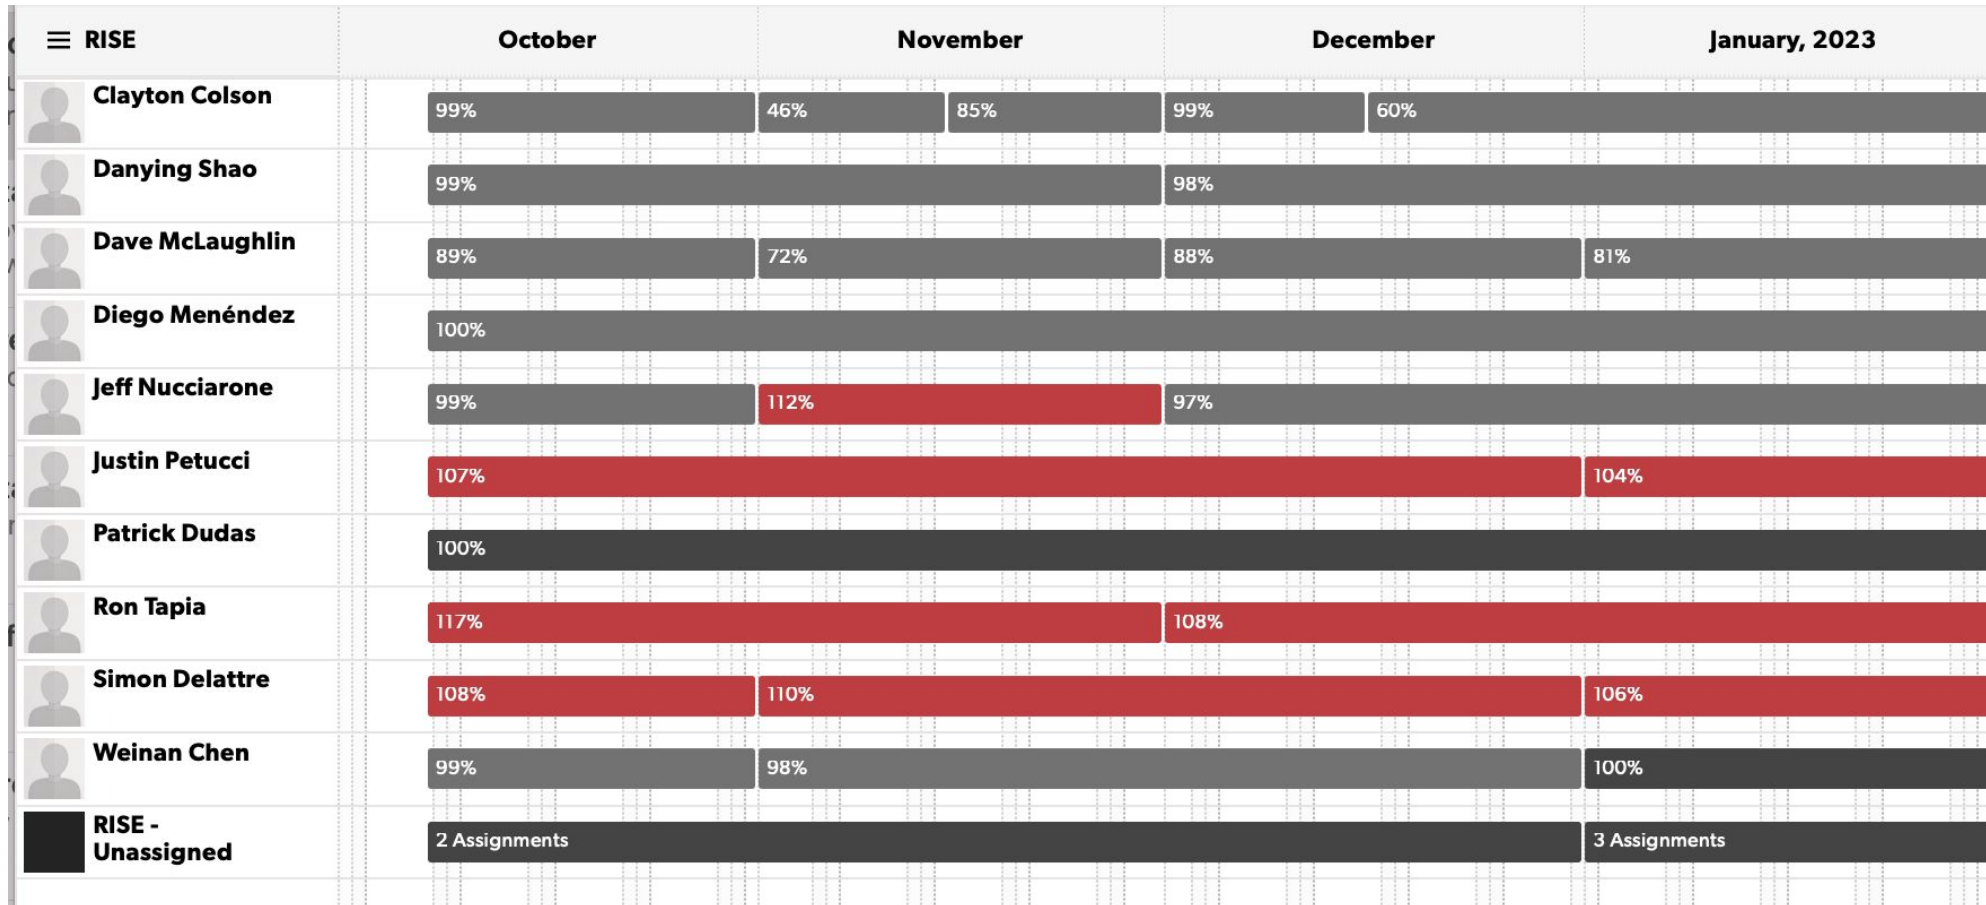 RISE October November December January, 2023
Clayton Colson
99% 46% 85% 99% 60%
Danying Shao
99% 98%
Dave McLaughlin
89% 72% 88% 81%
Diego Menéndez
100%
Jeff Nucciarone
99% 112% 97%
Justin Petucci
107% 104%
Patrick Dudas
100%
Ron Tapia
117% 108%
Simon Delattre
108% 110% 106%
Weinan Chen
99% 98% 100%
RISE -
Unassigned
2 Assignments 3 Assignments